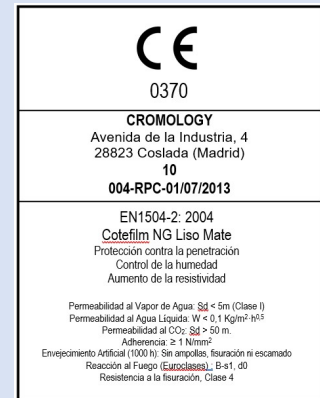 CE
0370
CROMOLOGY
Avenida de la Industria, 4
28823 Coslada (Madrid)
10
004-RPC-01/07/2013
EN1504-2: 2004
Cotefilm NG Liso Mate
Protección contra la penetración
Control de la humedad
Aumento de la resistividad
Permeabilidad al Vapor de Agua: Sd < 5m (Clase I)
Permeabilidad al Agua Líquida: W < 0,1 Kg/m²·h⁰·⁵
Permeabilidad al CO₂: Sd > 50 m.
Adherencia: ≥ 1 N/mm²
Envejecimiento Artificial (1000 h): Sin ampollas, fisuración ni escamado
Reacción al Fuego (Euroclases) : B-s1, d0
Resistencia a la fisuración, Clase 4